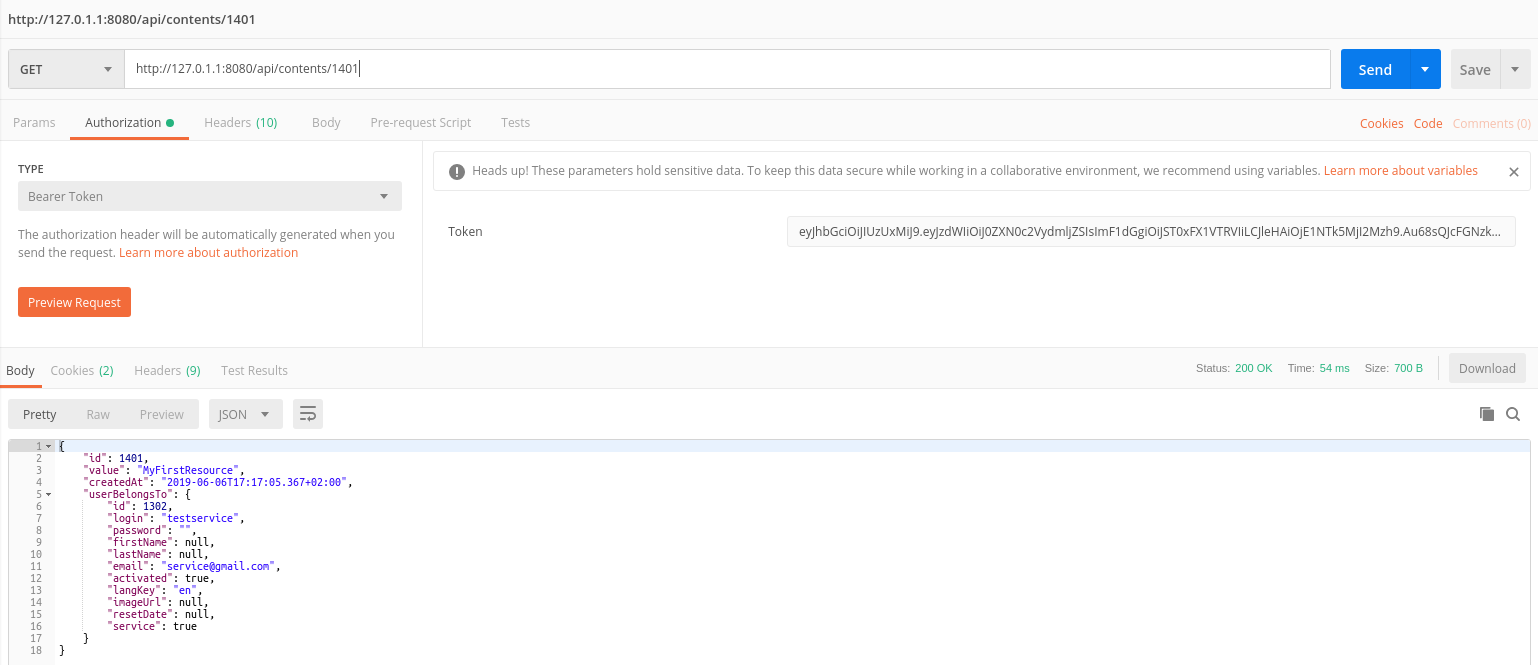 http://127.0.1.1:8080/api/contents/1401
GET http://127.0.1.1:8080/api/contents/1401 Send Save
Params Authorization Headers (10) Body Pre-request Script Tests Cookies Code Comments (0)
TYPE
Bearer Token
The authorization header will be automatically generated when you
send the request. Learn more about authorization
Preview Request
Heads up! These parameters hold sensitive data. To keep this data secure while working in a collaborative environment, we recommend using variables. Learn more about variables
Token eyJhbGciOiJIUzUxMiJ9.eyJzdWIiOiJ0ZXN0c2VydmljZSIsImF1dGgiOiJST0xFX1VTRVIiLCJleHAiOjE1NTk5MjI2Mzh9.Au68sQJcFGNzk...
Body Cookies (2) Headers (9) Test Results Status: 200 OK Time: 54 ms Size: 700 B Download
Pretty Raw Preview JSON
1 {
2 "id": 1401,
3 "value": "MyFirstResource",
4 "createdAt": "2019-06-06T17:17:05.367+02:00",
5 "userBelongsTo": {
6 "id": 1302,
7 "login": "testservice",
8 "password": "",
9 "firstName": null,
10 "lastName": null,
11 "email": "service@gmail.com",
12 "activated": true,
13 "langKey": "en",
14 "imageUrl": null,
15 "resetDate": null,
16 "service": true
17 }
18 }